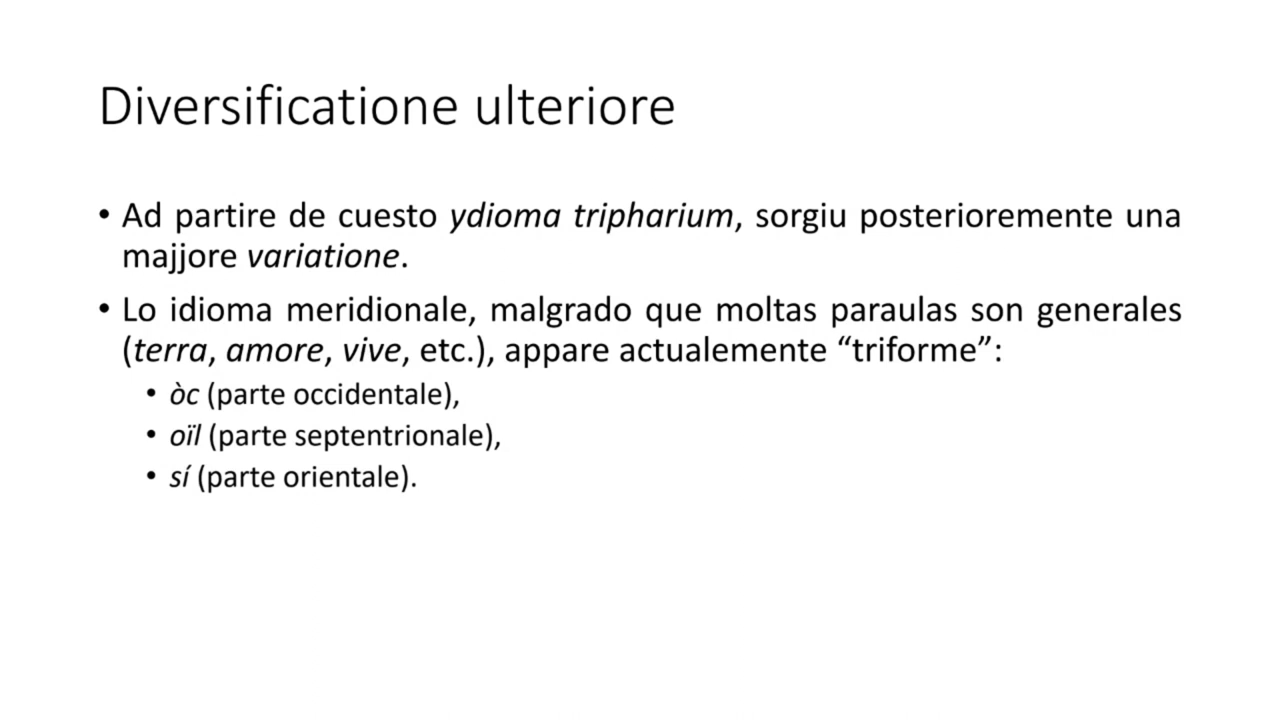 Diversificatione ulteriore
• Ad partire de cuesto ydioma tripharium, sorgiu posterioremente una
majjore variatione.
• Lo idioma meridionale, malgrado que moltas paraulas son generales
(terra, amore, vive, etc.), appare actualemente “triforme”:
• òc (parte occidentale),
• oïl (parte septentrionale),
• sí (parte orientale).